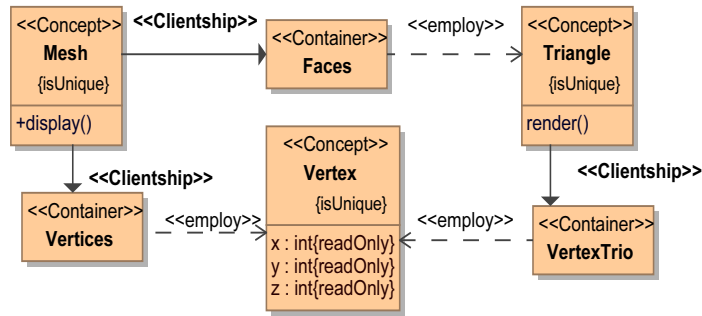 <<Concept>>
Mesh
{isUnique}
+display()
<<Clientship>>
<<Container>>
Faces
<<employ>>
<<Concept>>
Triangle
{isUnique}
render()
<<Clientship>>
<<Container>>
Vertices
<<employ>>
<<Concept>>
Vertex
{isUnique}
x : int{readOnly}
y : int{readOnly}
z : int{readOnly}
<<employ>>
<<Clientship>>
<<Container>>
VertexTrio